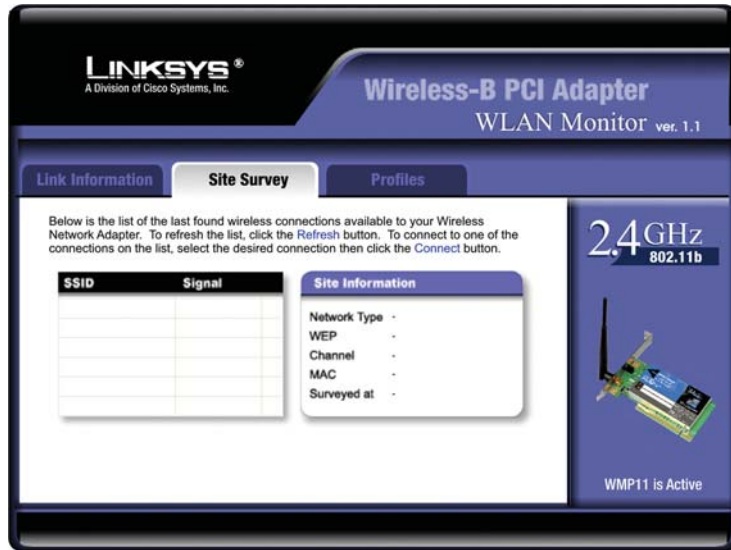 LINKSYS®
A Division of Cisco Systems, Inc.
Wireless-B PCI Adapter
WLAN Monitor ver. 1.1
Link Information
Site Survey
Profiles
Below is the list of the last found wireless connections available to your Wireless
Network Adapter. To refresh the list, click the Refresh button. To connect to one of the
connections on the list, select the desired connection then click the Connect button.
SSID Signal
Site Information
Network Type -
WEP -
Channel -
MAC -
Surveyed at -
2.4GHz
802.11b
WMP11 is Active